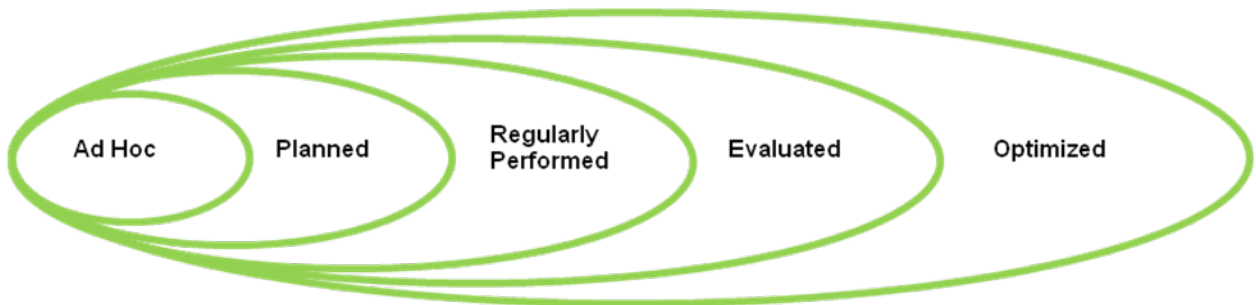 Ad Hoc
Planned
Regularly
Performed
Evaluated
Optimized